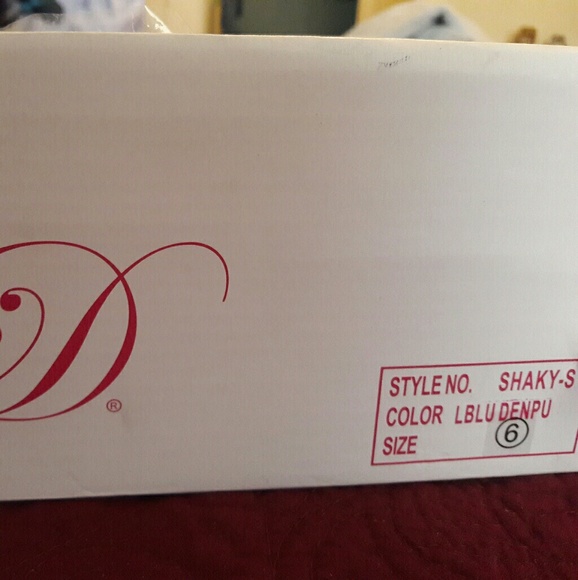 D®
STYLE NO. SHAKY-S
COLOR LBLU DENPU
SIZE 6